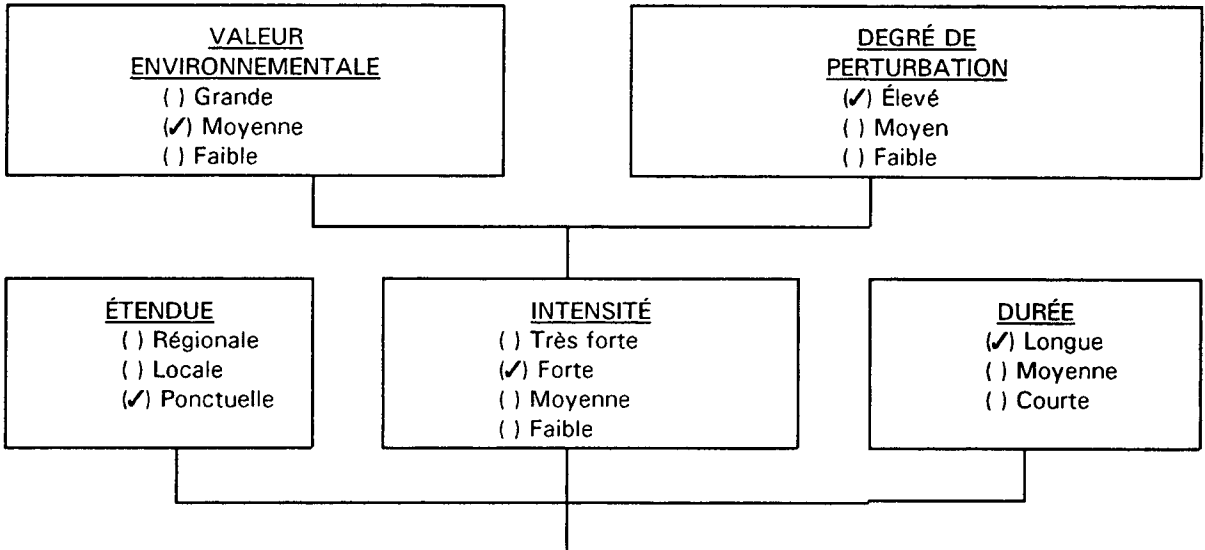 VALEUR
ENVIRONNEMENTALE
( ) Grande
(✓) Moyenne
( ) Faible
DEGRÉ DE
PERTURBATION
(✓) Élevé
( ) Moyen
( ) Faible
ÉTENDUE
( ) Régionale
( ) Locale
(✓) Ponctuelle
INTENSITÉ
( ) Très forte
(✓) Forte
( ) Moyenne
( ) Faible
DURÉE
(✓) Longue
( ) Moyenne
( ) Courte